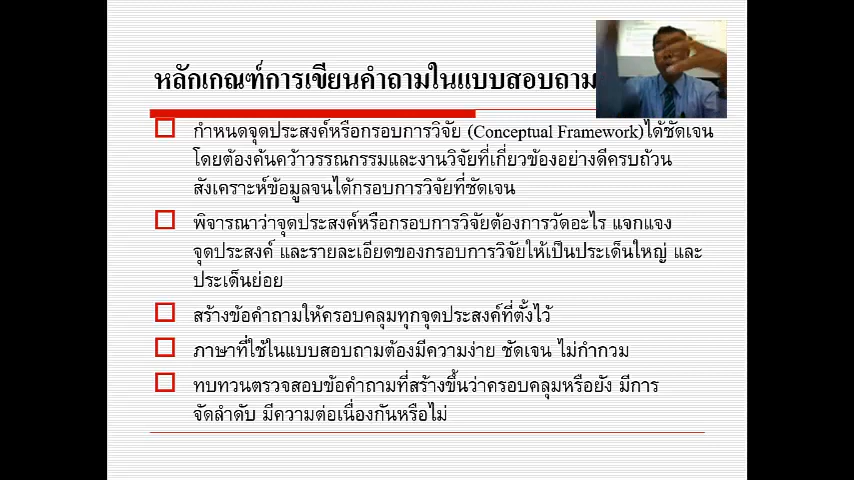 หลักเกณฑ์การเขียนคำถามในแบบสอบถาม
กำหนดจุดประสงค์หรือกรอบการวิจัย (Conceptual Framework)ได้ชัดเจน
โดยต้องค้นคว้าวรรณกรรมและงานวิจัยที่เกี่ยวข้องอย่างดีครบถ้วน
สังเคราะห์ข้อมูลจนได้กรอบการวิจัยที่ชัดเจน
พิจารณาว่าจุดประสงค์หรือกรอบการวิจัยต้องการวัดอะไร แจกแจง
จุดประสงค์ และรายละเอียดของกรอบการวิจัยให้เป็นประเด็นใหญ่ และ
ประเด็นย่อย
สร้างข้อคำถามให้ครอบคลุมทุกจุดประสงค์ที่ตั้งไว้
ภาษาที่ใช้ในแบบสอบถามต้องมีความง่าย ชัดเจน ไม่กำกวม
ทบทวนตรวจสอบข้อคำถามที่สร้างขึ้นว่าครอบคลุมหรือยัง มีการ
จัดลำดับ มีความต่อเนื่องกันหรือไม่